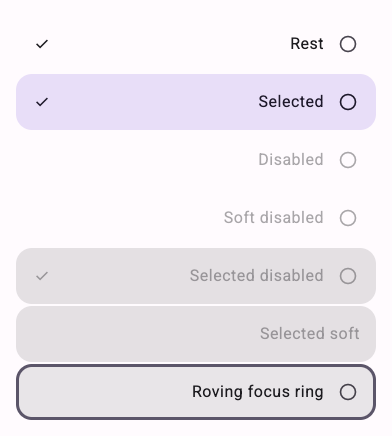 Rest
Selected
Disabled
Soft disabled
Selected disabled
Selected soft
Roving focus ring